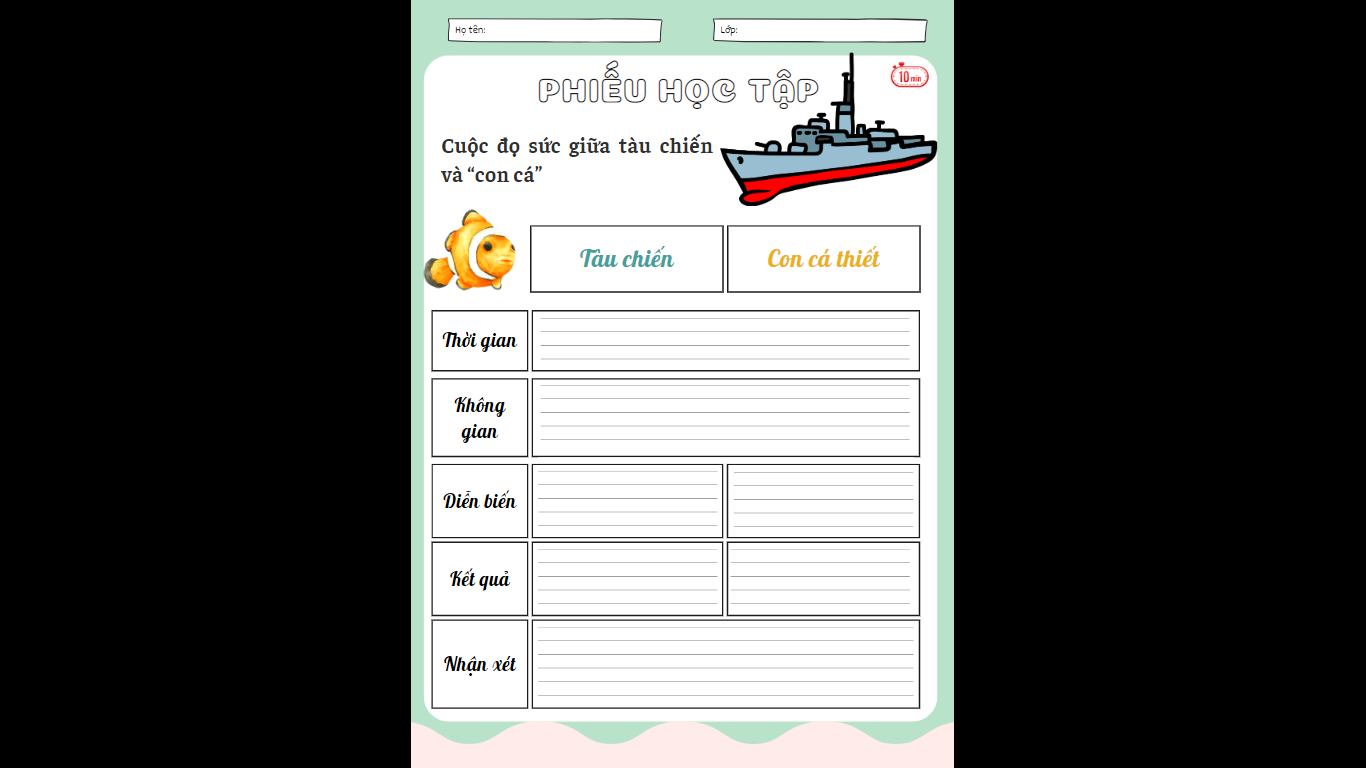 Họ tên:
Lớp:
PHIẾU HỌC TẬP
10 min
Cuộc đọ sức giữa tàu chiến
và “con cá”
Tàu chiến
Con cá thiết
Thời gian
Không
gian
Diễn biến
Kết quả
Nhận xét